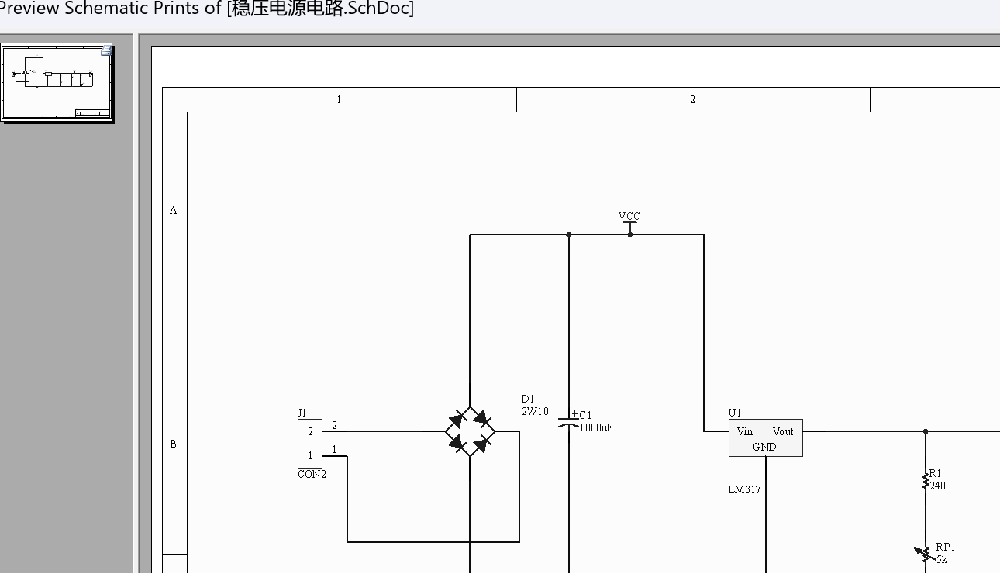 Preview Schematic Prints of [稳压电源电路.SchDoc]
1
2
A
VCC
D1
2W10
C1
1000uF
J1
2
2
1
1
CON2
B
U1
Vin
Vout
GND
LM317
R1
240
RP1
5k